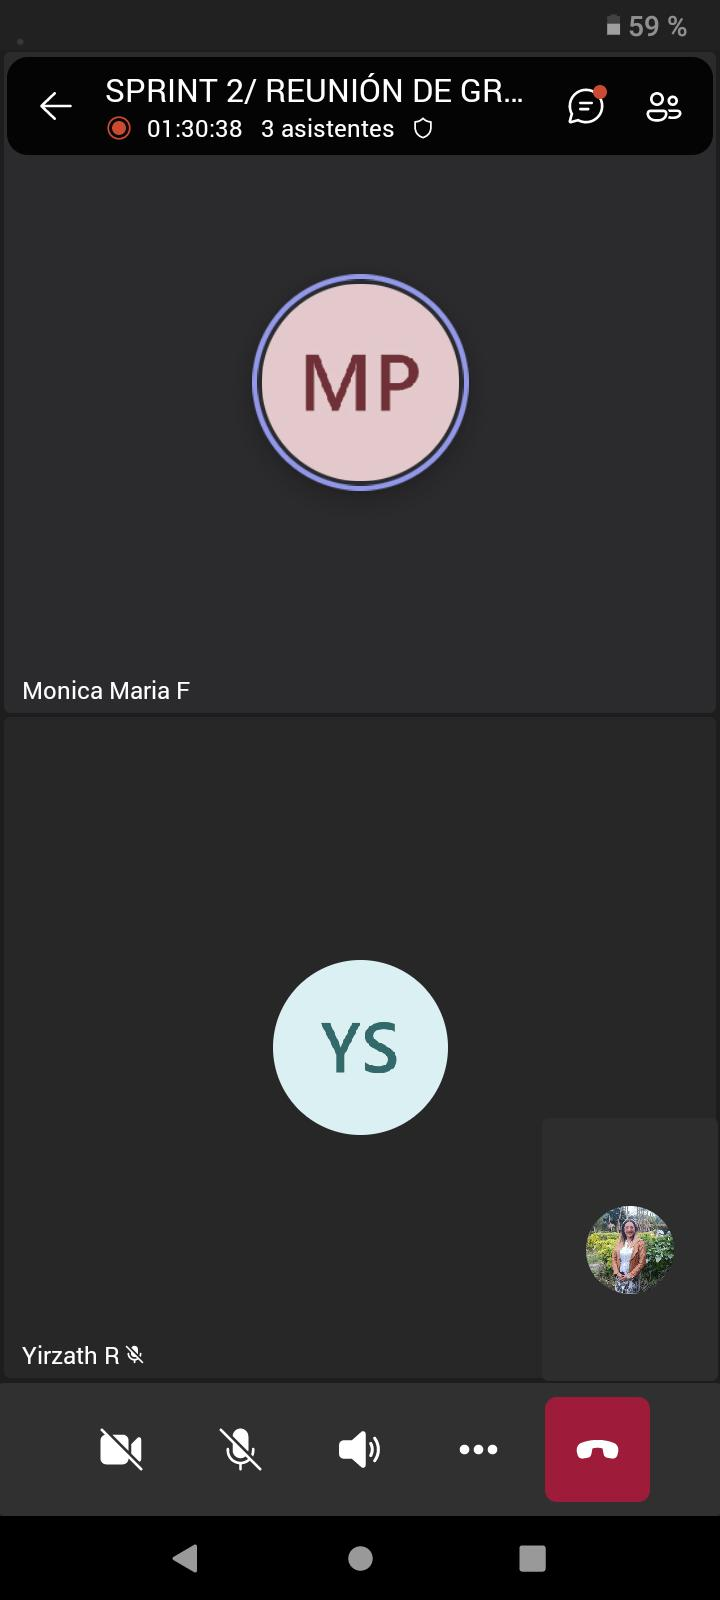 59 %
SPRINT 2/ REUNIÓN DE GR...
01:30:38 3 asistentes
MP
Monica Maria F
YS
Yirzath R